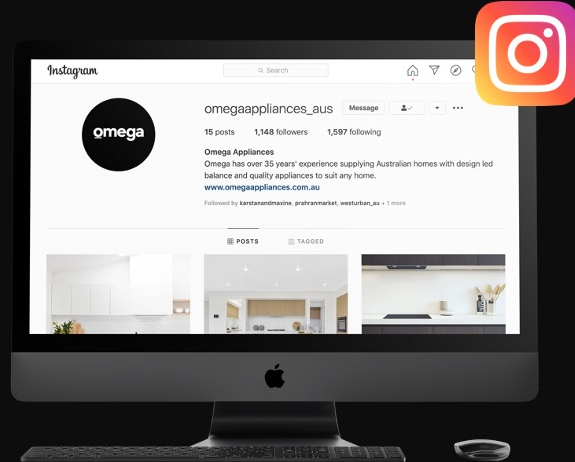 Instagram
Search
omega
omegaappliances_aus Message
15 posts 1,148 followers 1,597 following
Omega Appliances
Omega has over 35 years' experience supplying Australian homes with design led
balance and quality appliances to suit any home.
www.omegaappliances.com.au
Followed by karstanandmaxine, prahranmarket, westurban_au + 1 more
POSTS TAGGED